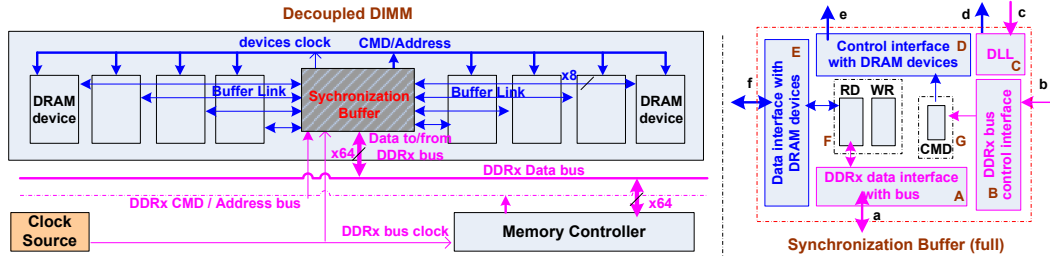 Decoupled DIMM
devices clock
CMD/Address
x8
DRAM
device
Buffer Link
Sychronization
Buffer
Buffer Link
DRAM
device
Data to/from
DDRx bus
x64
DDRx Data bus
DDRx CMD / Address bus
x64
Clock
Source
DDRx bus clock
Memory Controller
e
d
c
E
Data interface with
DRAM devices
Control interface
with DRAM devices
D
DLL
C
f
RD
WR
b
F
CMD
G
DDRx bus
control interface
B
DDRx data interface
with bus
A
a
Synchronization Buffer (full)